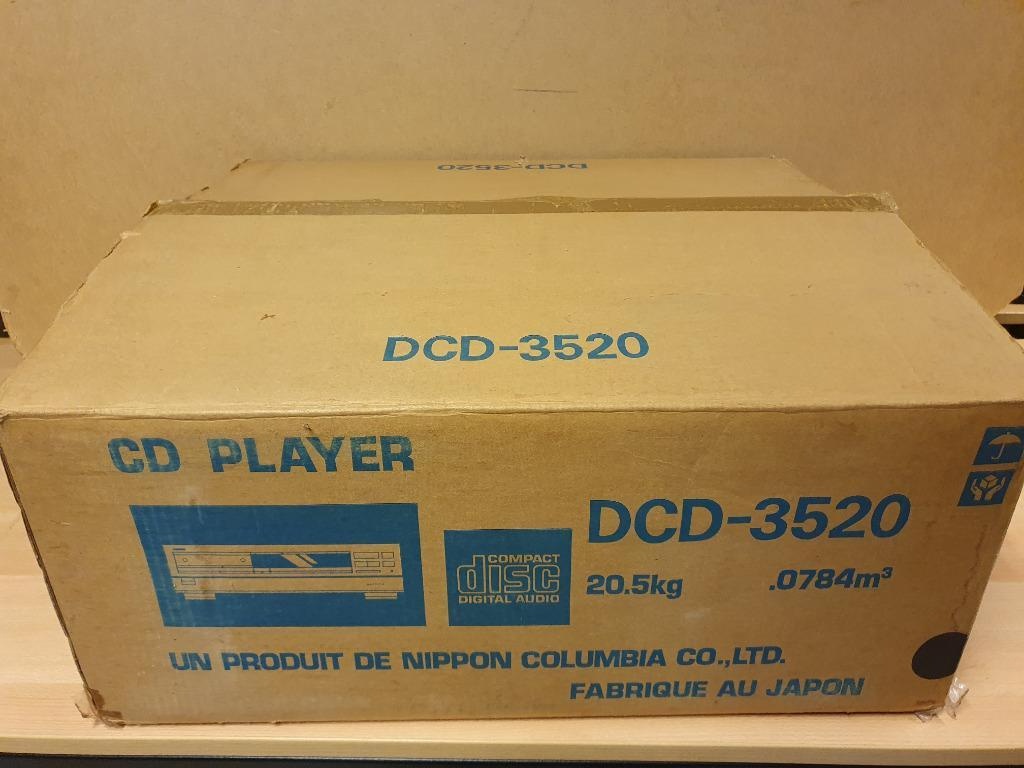 DCD-3520
DCD-3520
CD PLAYER
DCD-3520
COMPACT
disc
DIGITAL AUDIO
20.5kg .0784m³
UN PRODUIT DE NIPPON COLUMBIA CO.,LTD.
FABRIQUE AU JAPON